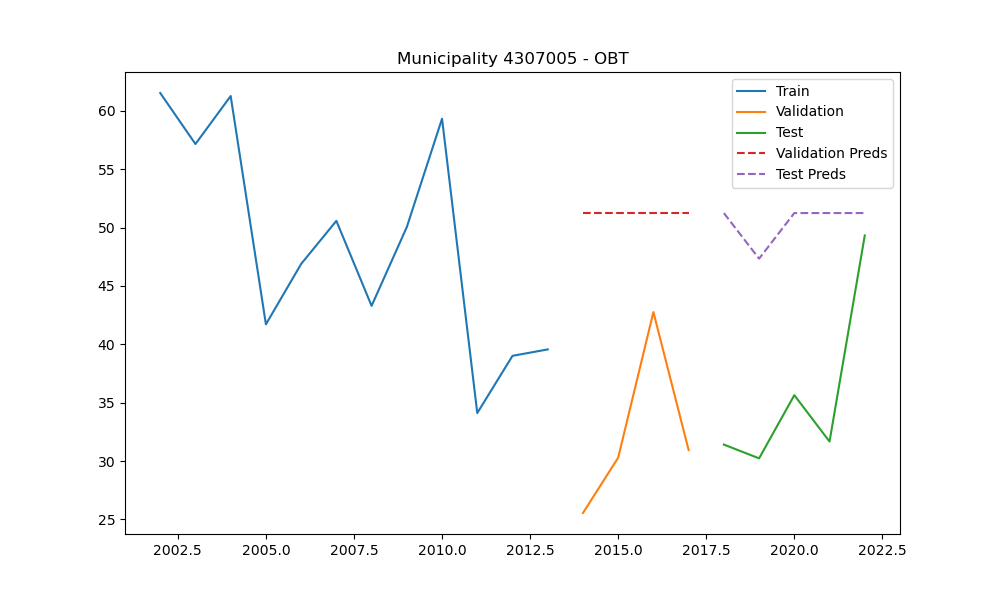 Municipality 4307005 - OBT
Train
Validation
Test
Validation Preds
Test Preds
60
55
50
45
40
35
30
25
2002.5 2005.0 2007.5 2010.0 2012.5 2015.0 2017.5 2020.0 2022.5